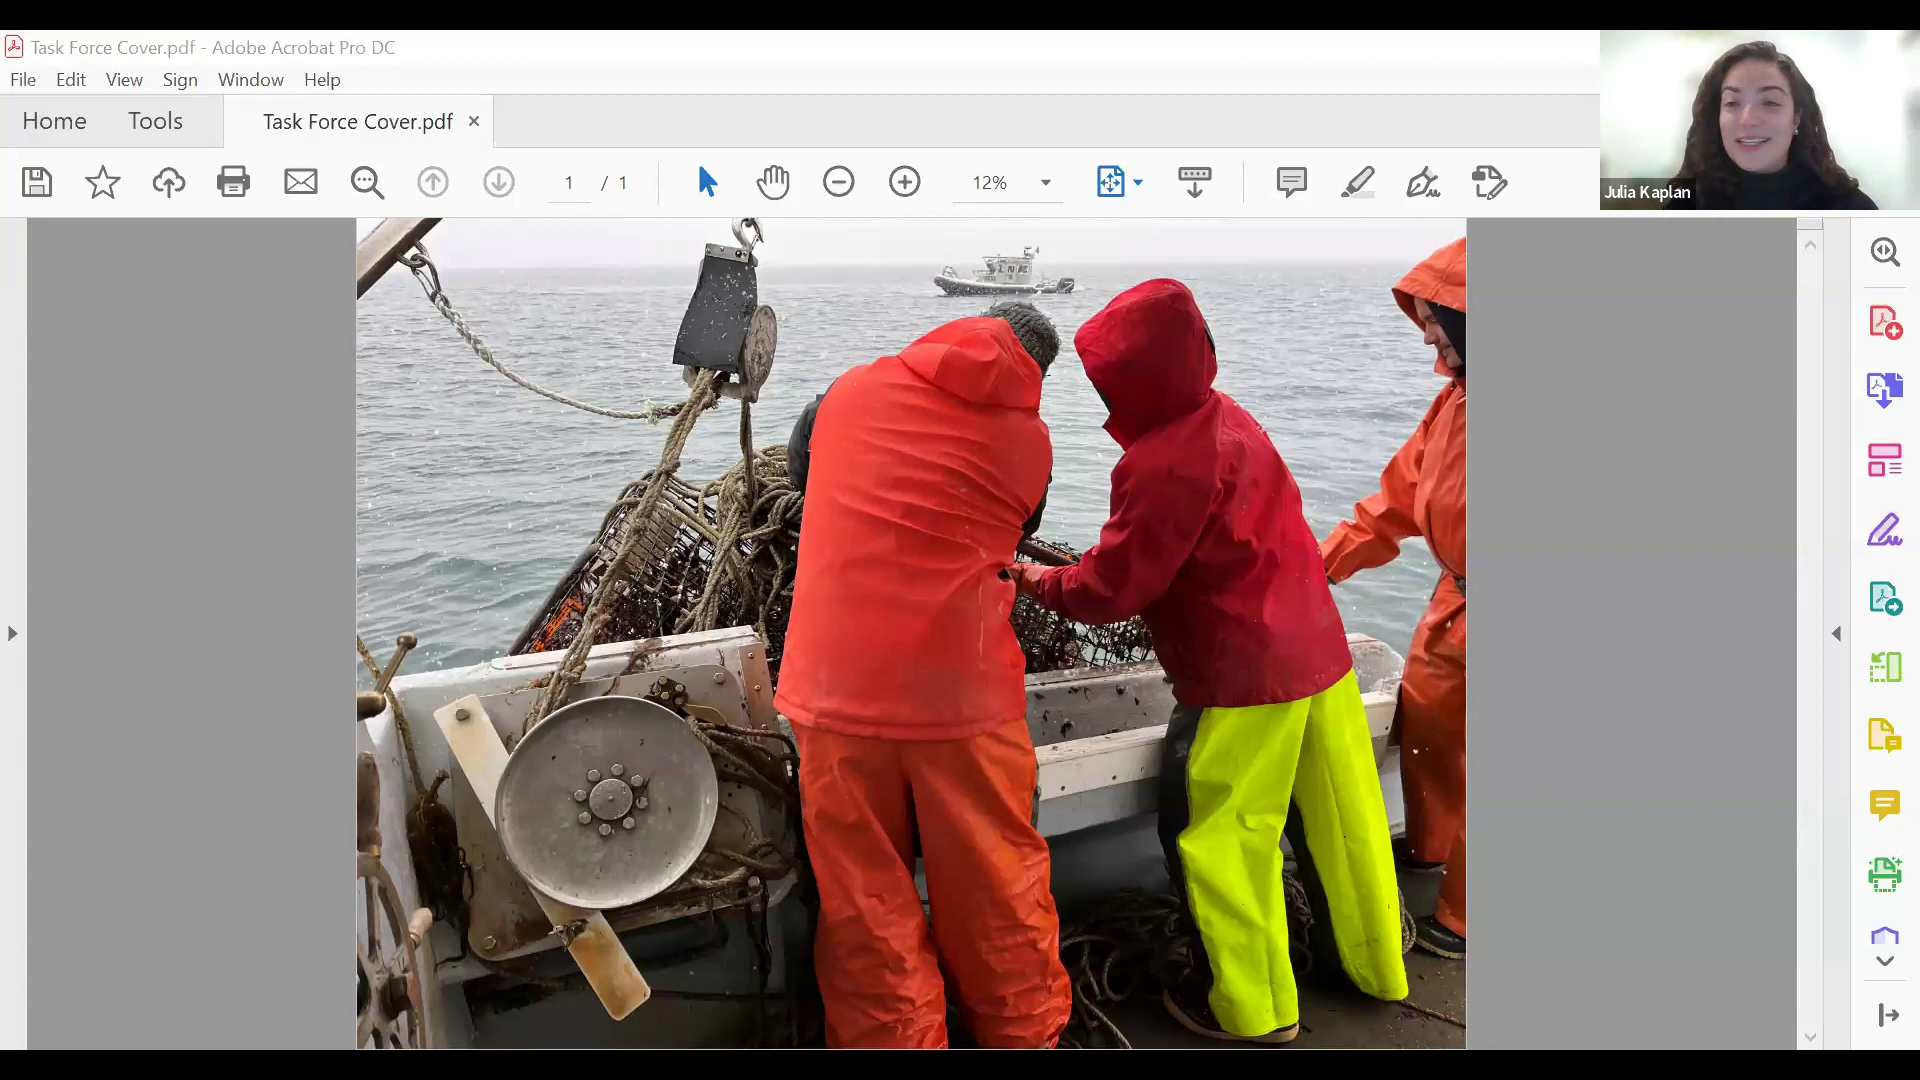 Task Force Cover.pdf - Adobe Acrobat Pro DC
File Edit View Sign Window Help
Home Tools Task Force Cover.pdf ×
1 / 1 12%
Julia Kaplan